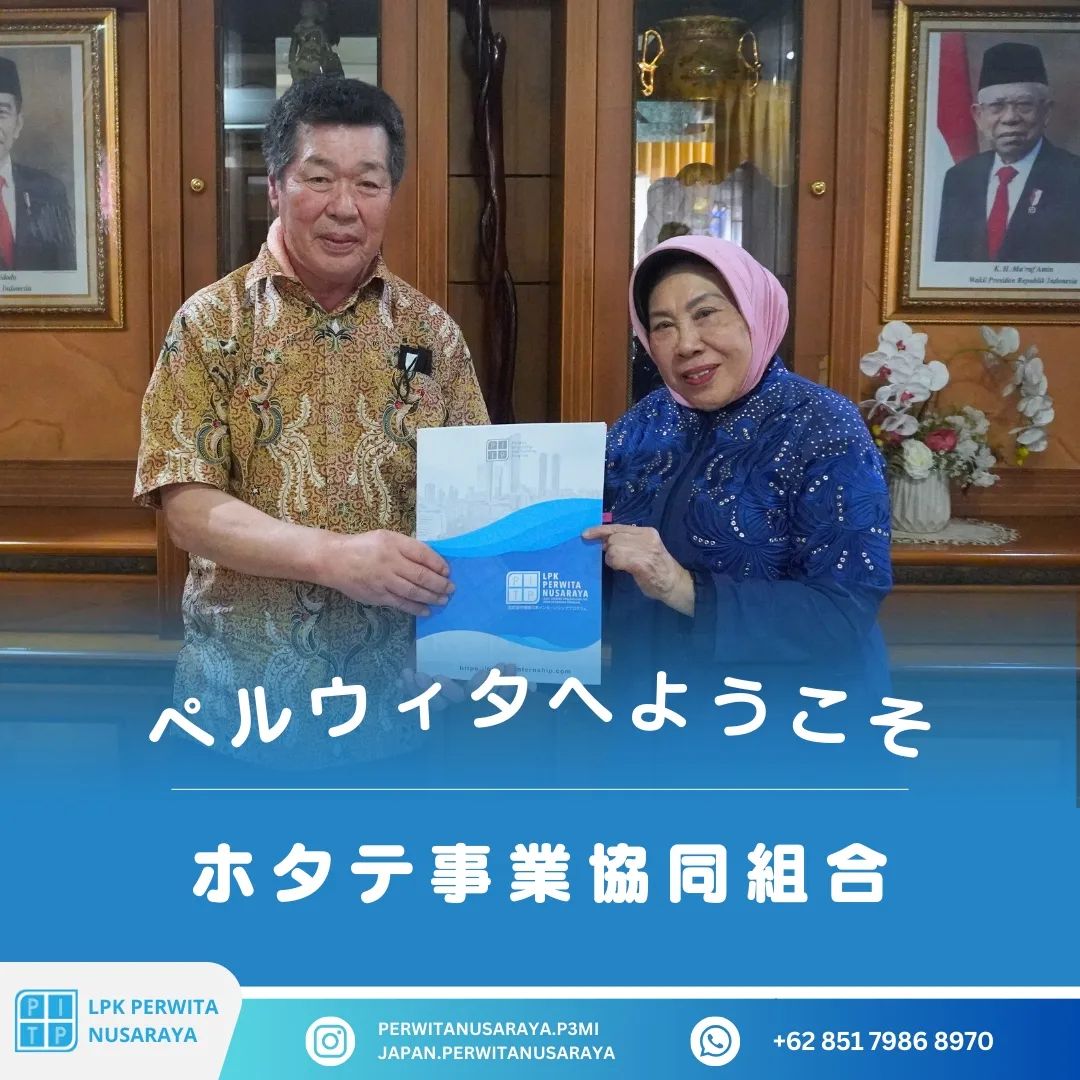 K. H. Ma'ruf Amin
Wakil Presiden Republik Indonesia
Indonesia
P I
T P
P I
T P
LPK
PERWITA
NUSARAYA
ペルウィタへようこそ
ホタテ事業協同組合
P I
T P
LPK PERWITA
NUSARAYA
PERWITANUSARAYA.P3MI
JAPAN.PERWITANUSARAYA
+62 851 7986 8970